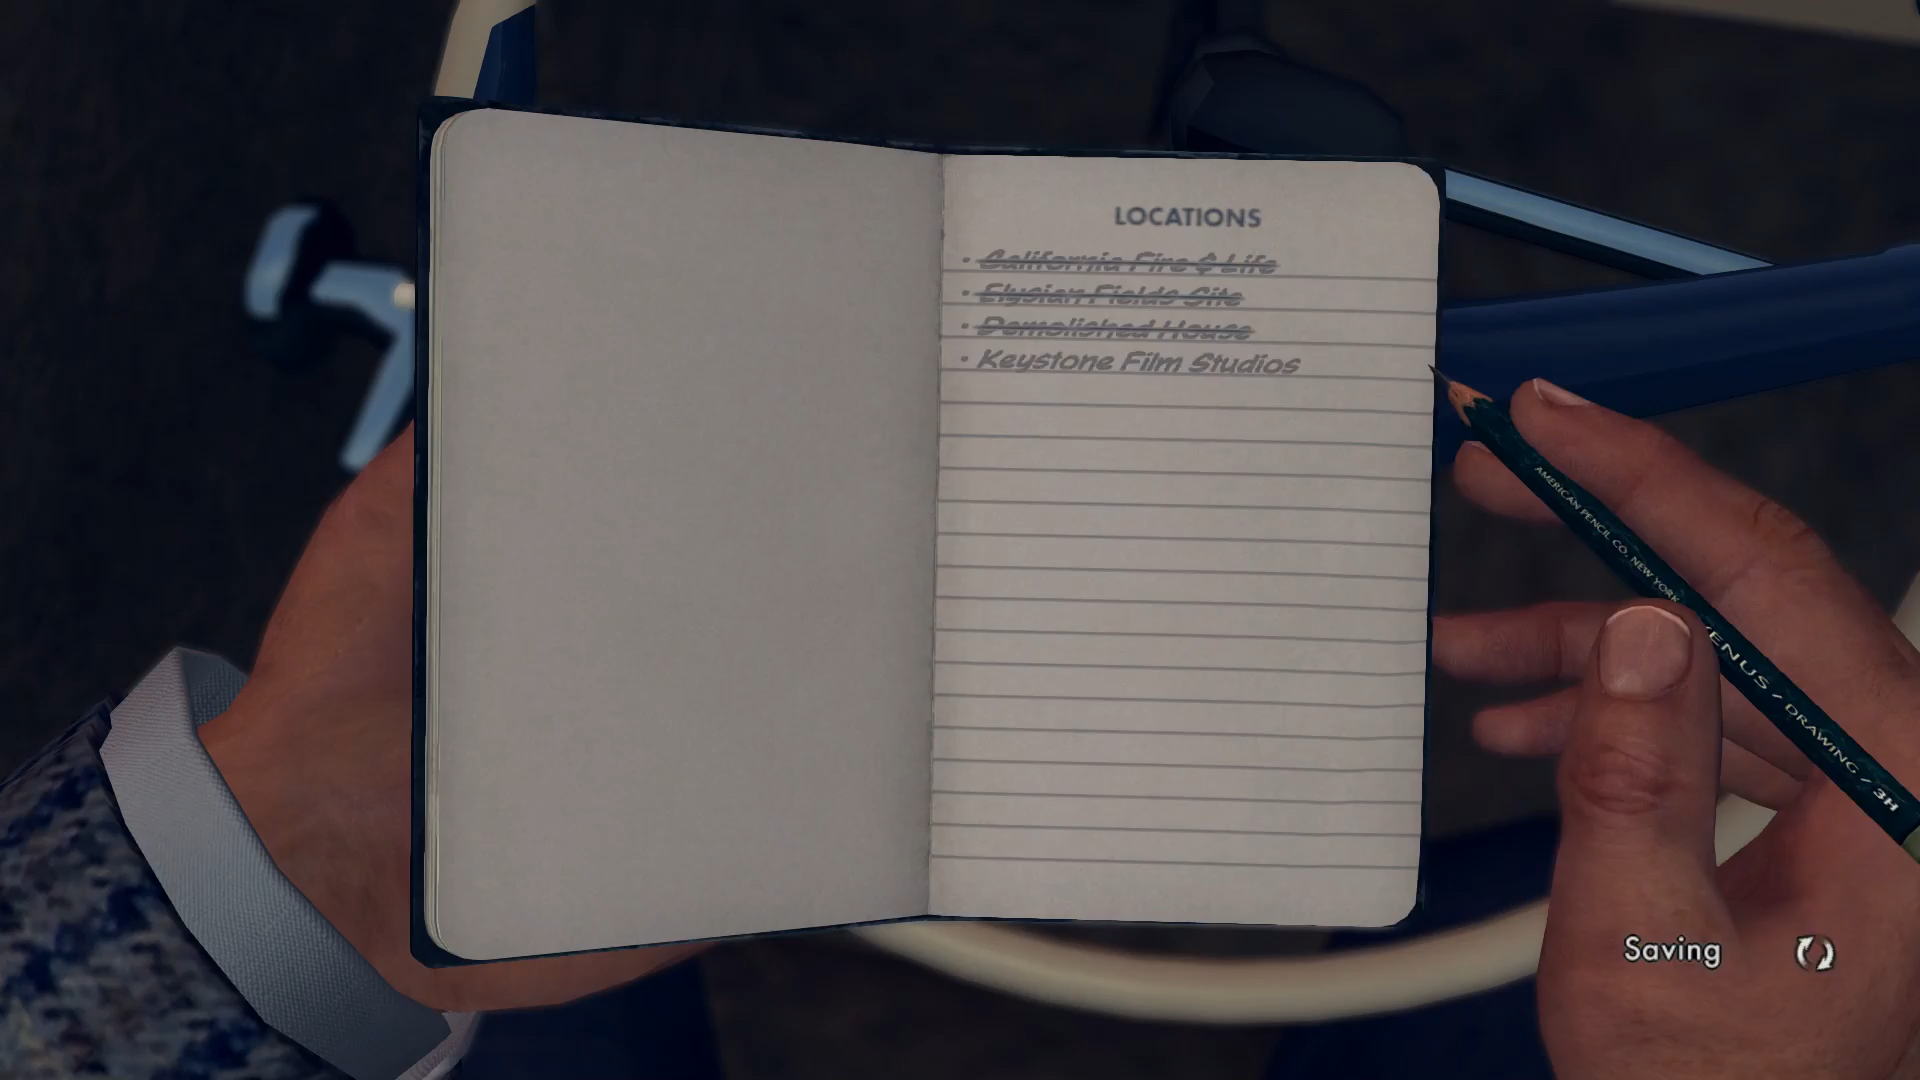 LOCATIONS
• California Fire & Life
• Elysian Fields Site
• Demolished House
• Keystone Film Studios
AMERICAN PENCIL CO. NEW YORK
VENUS / DRAWING / 3H
Saving